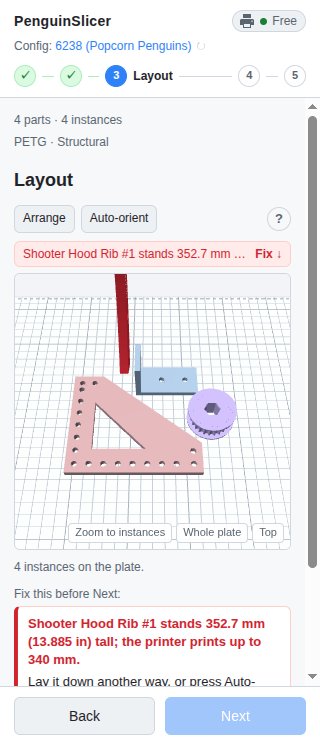 PenguinSlicer
Free
Config: 6238 (Popcorn Penguins)
✓ ✓ 3 Layout 4 5
4 parts · 4 instances
PETG · Structural
Layout
Arrange Auto-orient ?
Shooter Hood Rib #1 stands 352.7 mm … Fix ↓
Zoom to instances Whole plate Top
4 instances on the plate.
Fix this before Next:
Shooter Hood Rib #1 stands 352.7 mm
(13.885 in) tall; the printer prints up to
340 mm.
Lay it down another way, or press Auto-
Back Next